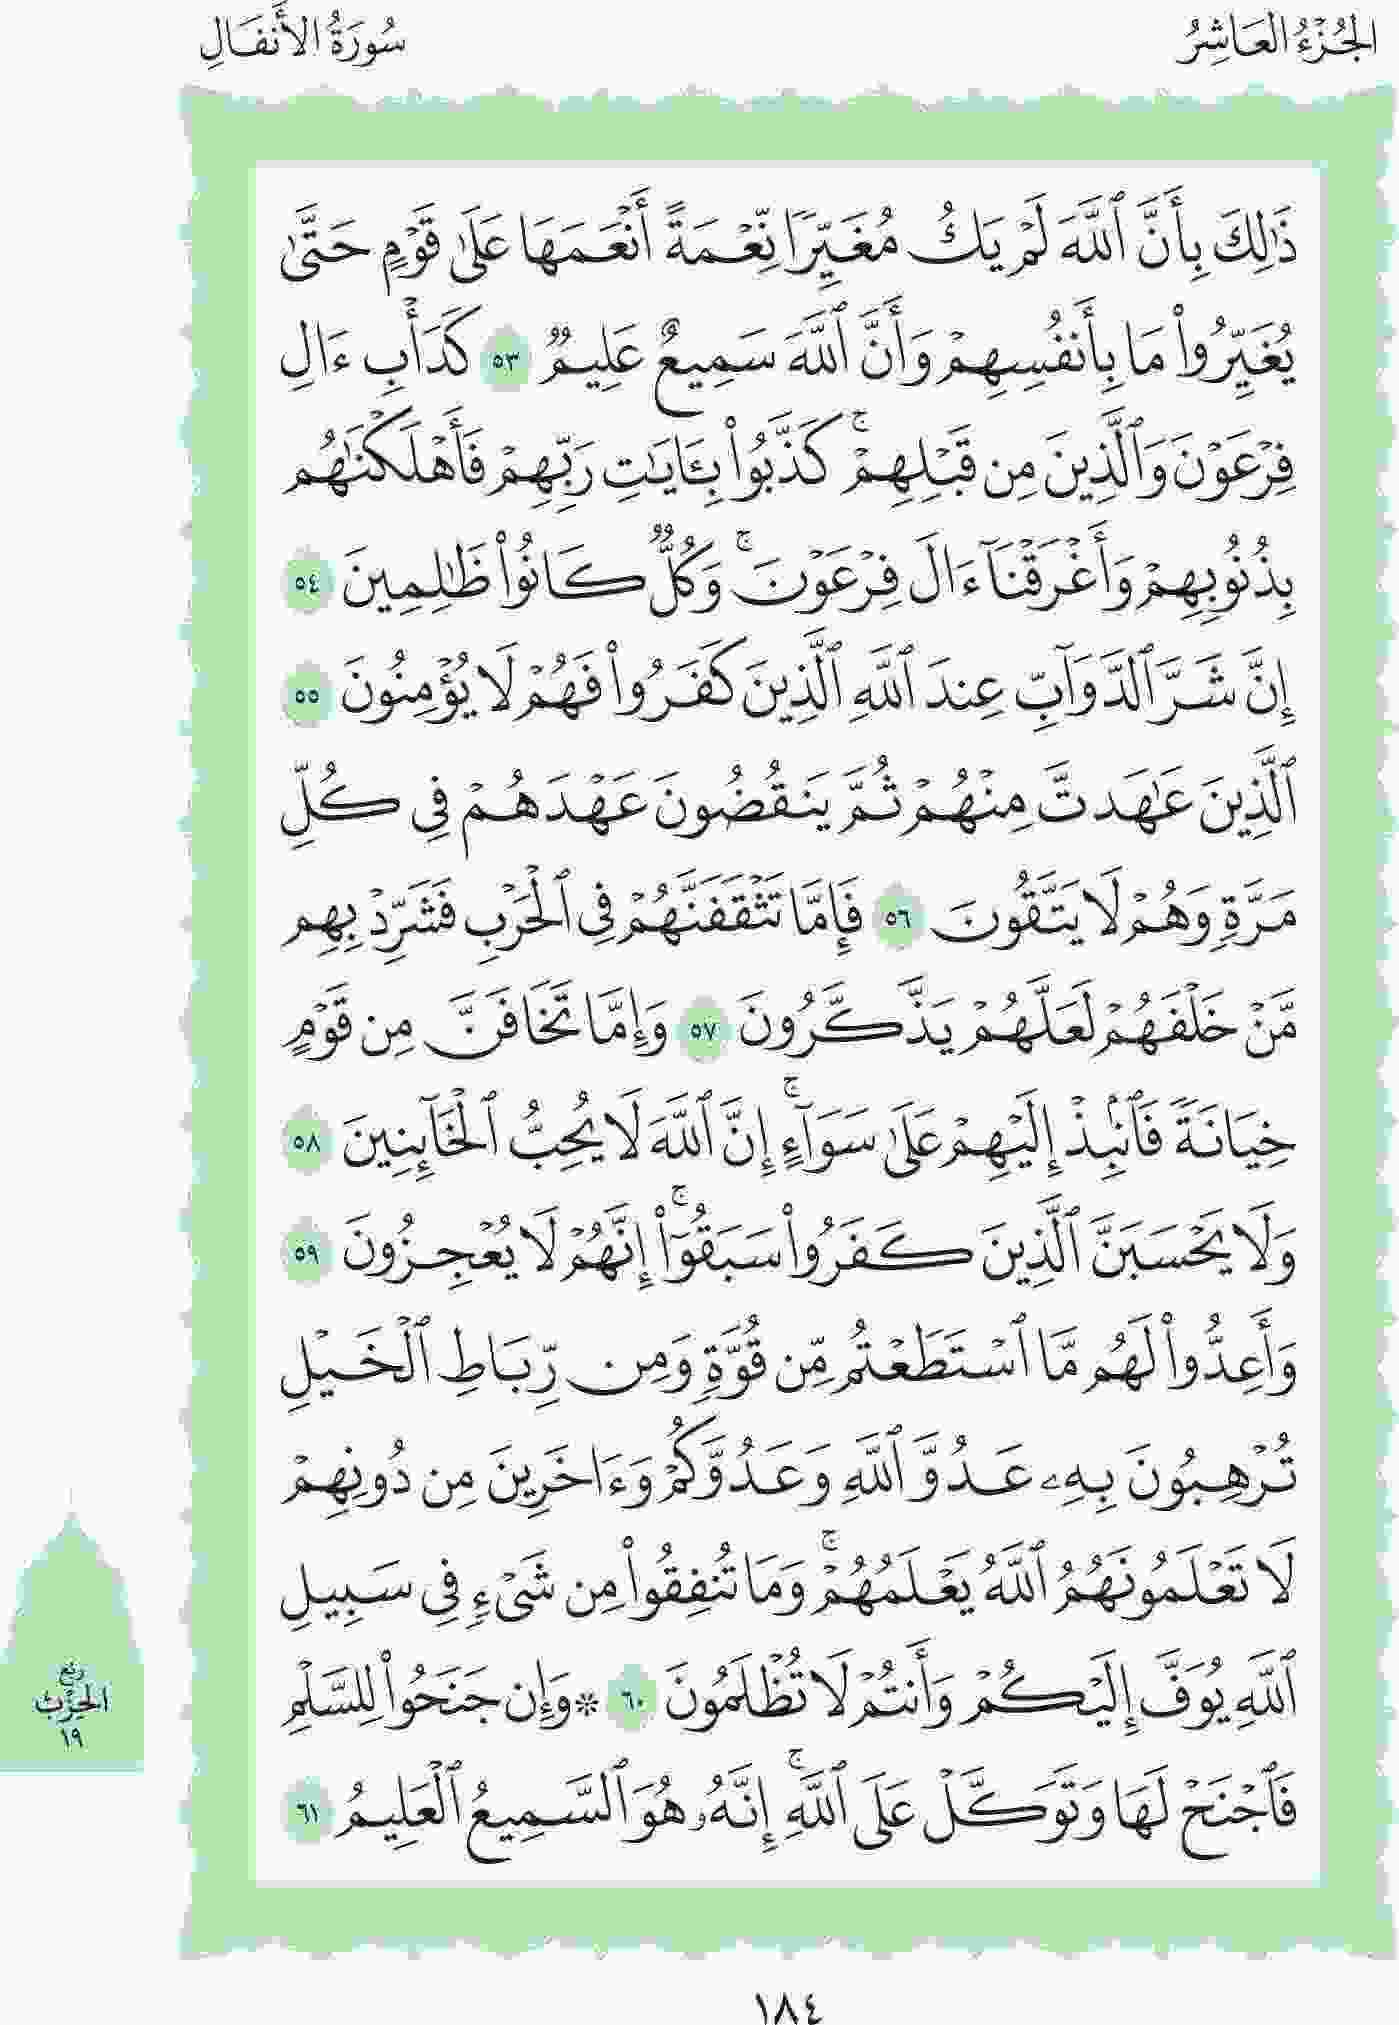 الجُزْءُ العَاشِرُ
سُورَةُ الأَنفَالِ
ذَٰلِكَ بِأَنَّ ٱللَّهَ لَمْ يَكُ مُغَيِّرًا نِّعْمَةً أَنْعَمَهَا عَلَىٰ قَوْمٍ حَتَّىٰ
يُغَيِّرُوا۟ مَا بِأَنفُسِهِمْ وَأَنَّ ٱللَّهَ سَمِيعٌ عَلِيمٌ ٥٣ كَدَأْبِ ءَالِ
فِرْعَوْنَ وَٱلَّذِينَ مِن قَبْلِهِمْ ۚ كَذَّبُوا۟ بِـَٔايَـٰتِ رَبِّهِمْ فَأَهْلَكْنَـٰهُم
بِذُنُوبِهِمْ وَأَغْرَقْنَآ ءَالَ فِرْعَوْنَ ۚ وَكُلٌّ كَانُوا۟ ظَـٰلِمِينَ ٥٤
إِنَّ شَرَّ ٱلدَّوَآبِّ عِندَ ٱللَّهِ ٱلَّذِينَ كَفَرُوا۟ فَهُمْ لَا يُؤْمِنُونَ ٥٥
ٱلَّذِينَ عَـٰهَدتَّ مِنْهُمْ ثُمَّ يَنقُضُونَ عَهْدَهُمْ فِى كُلِّ
مَرَّةٍ وَهُمْ لَا يَتَّقُونَ ٥٦ فَإِمَّا تَثْقَفَنَّهُمْ فِى ٱلْحَرْبِ فَشَرِّدْ بِهِم
مَّنْ خَلْفَهُمْ لَعَلَّهُمْ يَذَّكَّرُونَ ٥٧ وَإِمَّا تَخَافَنَّ مِن قَوْمٍ
خِيَانَةً فَٱنۢبِذْ إِلَيْهِمْ عَلَىٰ سَوَآءٍ ۚ إِنَّ ٱللَّهَ لَا يُحِبُّ ٱلْخَآئِنِينَ ٥٨
وَلَا يَحْسَبَنَّ ٱلَّذِينَ كَفَرُوا۟ سَبَقُوٓا۟ ۚ إِنَّهُمْ لَا يُعْجِزُونَ ٥٩
وَأَعِدُّوا۟ لَهُم مَّا ٱسْتَطَعْتُم مِّن قُوَّةٍ وَمِن رِّبَاطِ ٱلْخَيْلِ
تُرْهِبُونَ بِهِۦ عَدُوَّ ٱللَّهِ وَعَدُوَّكُمْ وَءَاخَرِينَ مِن دُونِهِمْ
لَا تَعْلَمُونَهُمُ ٱللَّهُ يَعْلَمُهُمْ ۚ وَمَا تُنفِقُوا۟ مِن شَىْءٍ فِى سَبِيلِ
ٱللَّهِ يُوَفَّ إِلَيْكُمْ وَأَنتُمْ لَا تُظْلَمُونَ ٦٠ ۞ وَإِن جَنَحُوا۟ لِلسَّلْمِ
فَٱجْنَحْ لَهَا وَتَوَكَّلْ عَلَى ٱللَّهِ ۚ إِنَّهُۥ هُوَ ٱلسَّمِيعُ ٱلْعَلِيمُ ٦١
ربع
الحزب
١٩
١٨٤